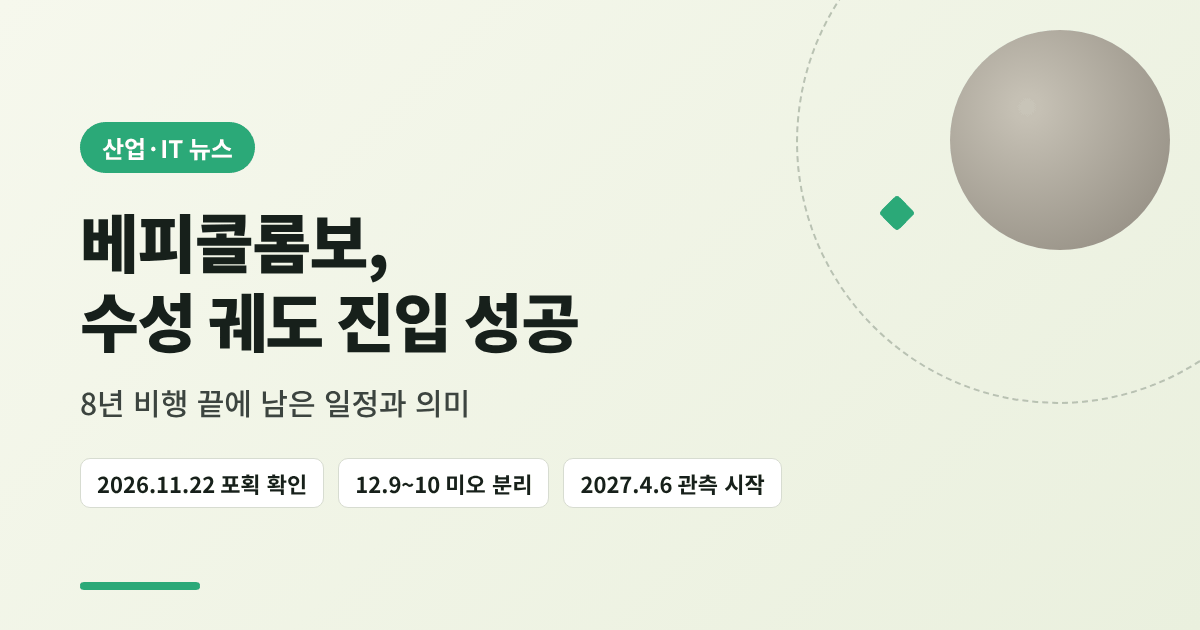 산업·IT 뉴스
베피콜롬보,
수성 궤도 진입 성공
8년 비행 끝에 남은 일정과 의미
2026.11.22 포획 확인
12.9~10 미오 분리
2027.4.6 관측 시작